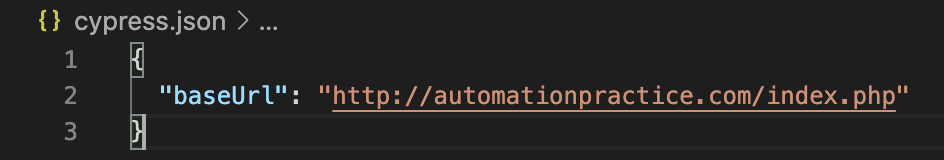 {} cypress.json > ...
1 {
2 "baseUrl": "http://automationpractice.com/index.php"
3 }